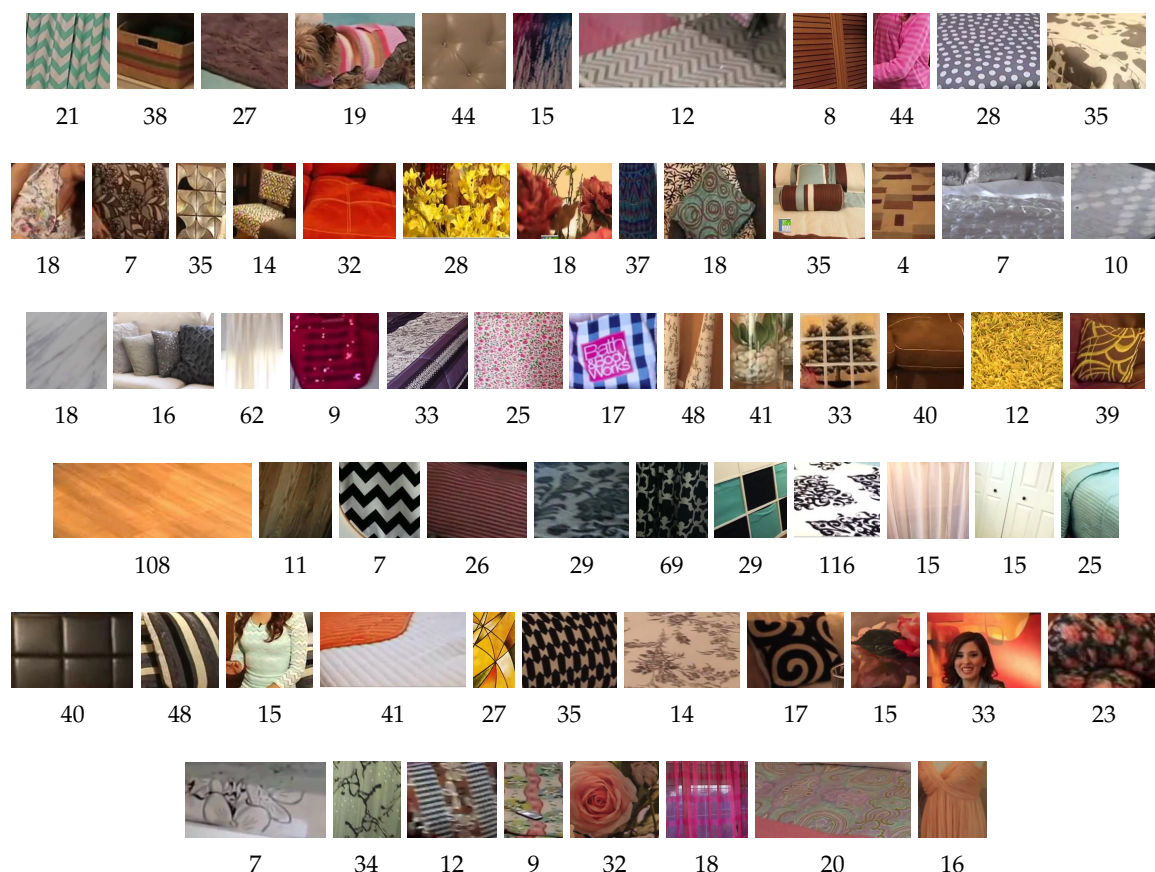 21 38 27 19 44 15 12 8 44 28 35
18 7 35 14 32 28 18 37 18 35 4 7 10
Bath
& Body
Works
18 16 62 9 33 25 17 48 41 33 40 12 39
108 11 7 26 29 69 29 116 15 15 25
40 48 15 41 27 35 14 17 15 33 23
7 34 12 9 32 18 20 16